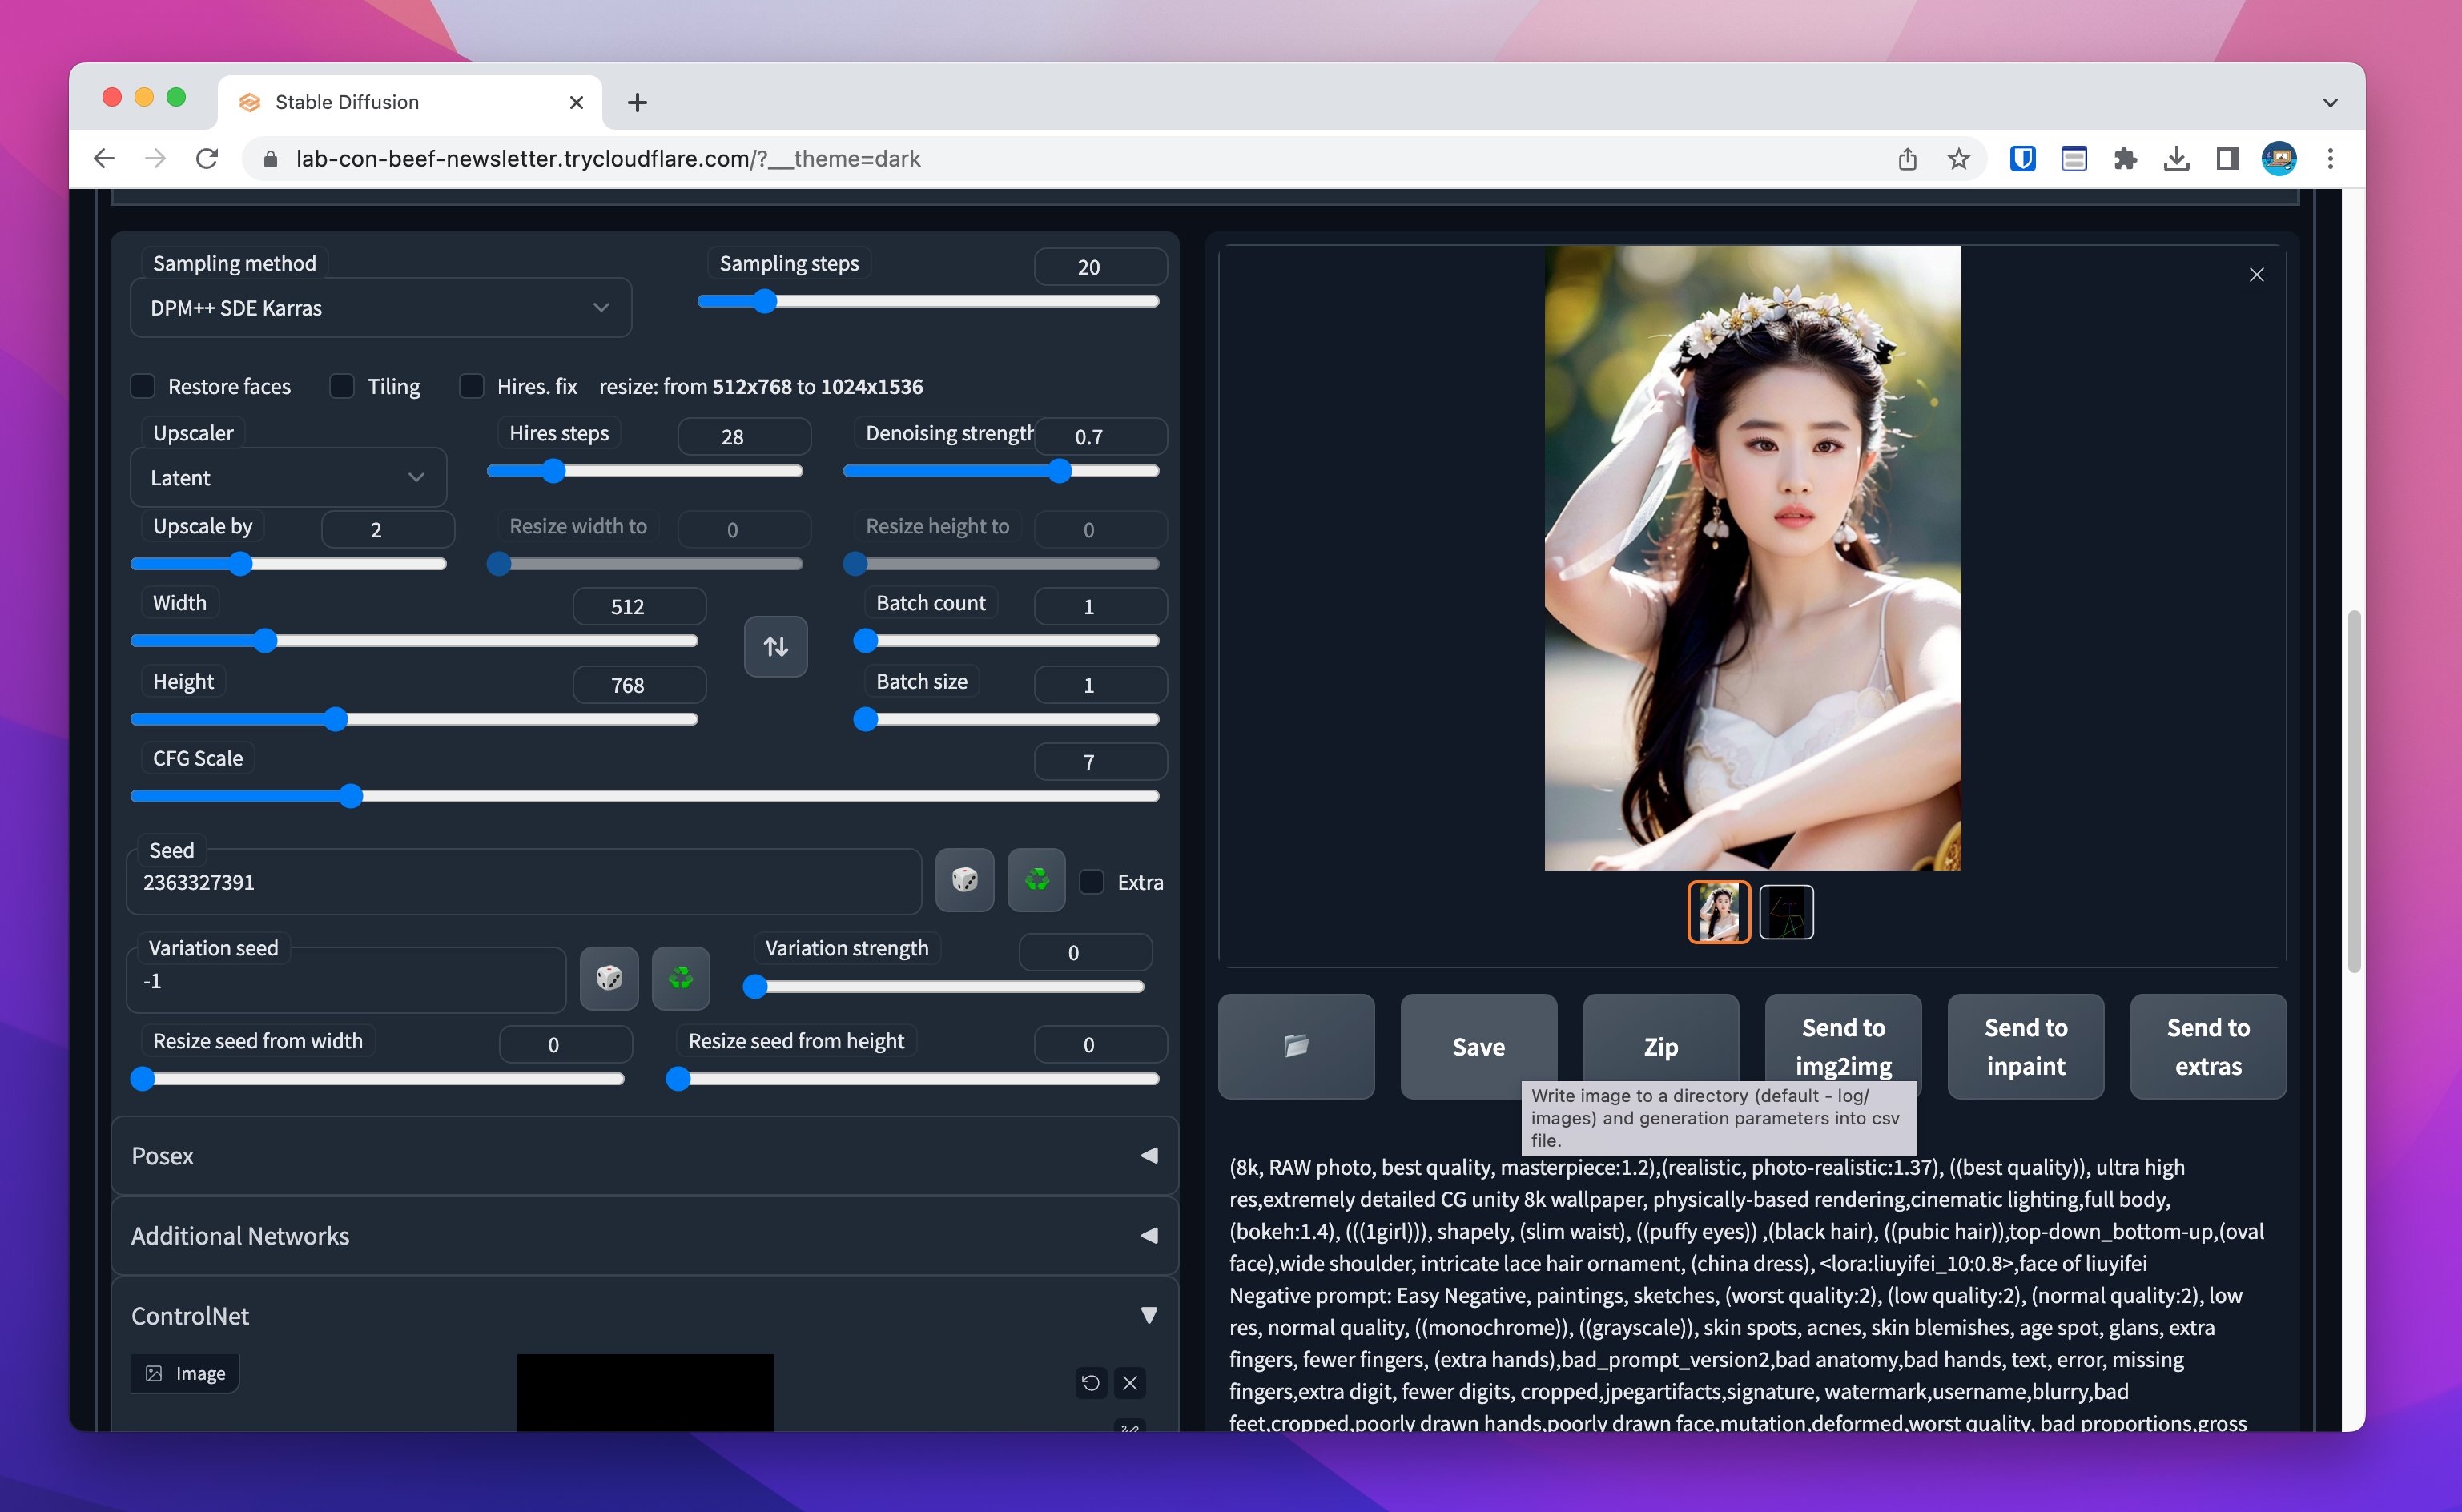 Stable Diffusion
lab-con-beef-newsletter.trycloudflare.com/?__theme=dark
Sampling method
DPM++ SDE Karras
Sampling steps
20
Restore faces
Tiling
Hires. fix
resize: from 512x768 to 1024x1536
Upscaler
Latent
Hires steps
28
Denoising strength
0.7
Upscale by
2
Resize width to
0
Resize height to
0
Width
512
Batch count
1
Height
768
Batch size
1
CFG Scale
7
Seed
2363327391
Extra
Variation seed
-1
Variation strength
0
Resize seed from width
0
Resize seed from height
0
Posex
Additional Networks
ControlNet
Image
Save
Zip
Send to
img2img
Send to
inpaint
Send to
extras
Write image to a directory (default - log/
images) and generation parameters into csv
file.
(8k, RAW photo, best quality, masterpiece:1.2),(realistic, photo-realistic:1.37), ((best quality)), ultra high
res,extremely detailed CG unity 8k wallpaper, physically-based rendering,cinematic lighting,full body,
(bokeh:1.4), (((1girl))), shapely, (slim waist), ((puffy eyes)) ,(black hair), ((pubic hair)),top-down_bottom-up,(oval
face),wide shoulder, intricate lace hair ornament, (china dress), <lora:liuyifei_10:0.8>,face of liuyifei
Negative prompt: Easy Negative, paintings, sketches, (worst quality:2), (low quality:2), (normal quality:2), low
res, normal quality, ((monochrome)), ((grayscale)), skin spots, acnes, skin blemishes, age spot, glans, extra
fingers, fewer fingers, (extra hands),bad_prompt_version2,bad anatomy,bad hands, text, error, missing
fingers,extra digit, fewer digits, cropped,jpegartifacts,signature, watermark,username,blurry,bad
feet,cropped,poorly drawn hands,poorly drawn face,mutation,deformed,worst quality, bad proportions,gross